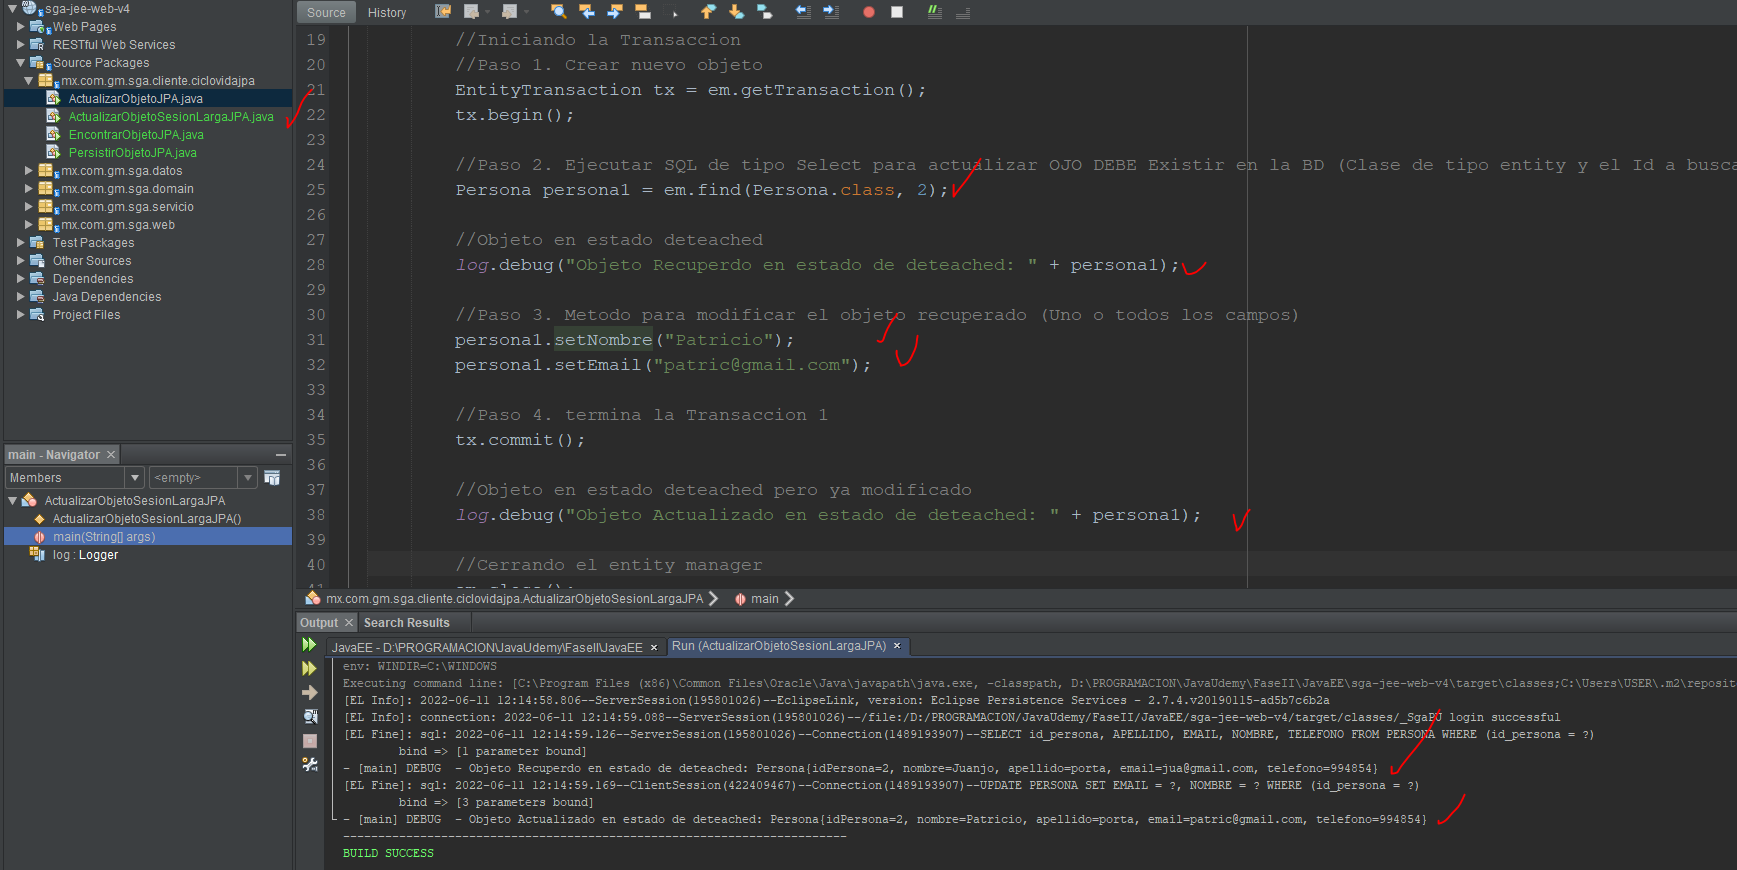 sga-jee-web-v4
Web Pages
RESTful Web Services
Source Packages
mx.com.gm.sga.cliente.ciclovidajpa
ActualizarObjetoJPA.java
ActualizarObjetoSesionLargaJPA.java
EncontrarObjetoJPA.java
PersistirObjetoJPA.java
mx.com.gm.sga.datos
mx.com.gm.sga.domain
mx.com.gm.sga.servicio
mx.com.gm.sga.web
Test Packages
Other Sources
Dependencies
Java Dependencies
Project Files
main - Navigator
Members
<empty>
ActualizarObjetoSesionLargaJPA
ActualizarObjetoSesionLargaJPA()
main(String[] args)
log : Logger
Source History
19 //Iniciando la Transaccion
20 //Paso 1. Crear nuevo objeto
21 EntityTransaction tx = em.getTransaction();
22 tx.begin();
23
24 //Paso 2. Ejecutar SQL de tipo Select para actualizar OJO DEBE Existir en la BD (Clase de tipo entity y el Id a busca
25 Persona persona1 = em.find(Persona.class, 2);
26
27 //Objeto en estado deteached
28 log.debug("Objeto Recuperdo en estado de deteached: " + persona1);
29
30 //Paso 3. Metodo para modificar el objeto recuperado (Uno o todos los campos)
31 persona1.setNombre("Patricio");
32 persona1.setEmail("patric@gmail.com");
33
34 //Paso 4. termina la Transaccion 1
35 tx.commit();
36
37 //Objeto en estado deteached pero ya modificado
38 log.debug("Objeto Actualizado en estado de deteached: " + persona1);
39
40 //Cerrando el entity manager
mx.com.gm.sga.cliente.ciclovidajpa.ActualizarObjetoSesionLargaJPA main
Output Search Results
JavaEE - D:\PROGRAMACION\JavaUdemy\FaseII\JavaEE Run (ActualizarObjetoSesionLargaJPA)
env: WINDIR=C:\WINDOWS
Executing command line: [C:\Program Files (x86)\Common Files\Oracle\Java\javapath\java.exe, -classpath, D:\PROGRAMACION\JavaUdemy\FaseII\JavaEE\sga-jee-web-v4\target\classes;C:\Users\USER\.m2\reposit
[EL Info]: 2022-06-11 12:14:58.806--ServerSession(195801026)--EclipseLink, version: Eclipse Persistence Services - 2.7.4.v20190115-ad5b7c6b2a
[EL Info]: connection: 2022-06-11 12:14:59.088--ServerSession(195801026)--/file:/D:/PROGRAMACION/JavaUdemy/FaseII/JavaEE/sga-jee-web-v4/target/classes/_SgaPU login successful
[EL Fine]: sql: 2022-06-11 12:14:59.126--ServerSession(195801026)--Connection(1489193907)--SELECT id_persona, APELLIDO, EMAIL, NOMBRE, TELEFONO FROM PERSONA WHERE (id_persona = ?)
bind => [1 parameter bound]
- [main] DEBUG  - Objeto Recuperdo en estado de deteached: Persona{idPersona=2, nombre=Juanjo, apellido=porta, email=jua@gmail.com, telefono=994854}
[EL Fine]: sql: 2022-06-11 12:14:59.169--ClientSession(422409467)--Connection(1489193907)--UPDATE PERSONA SET EMAIL = ?, NOMBRE = ? WHERE (id_persona = ?)
bind => [3 parameters bound]
- [main] DEBUG  - Objeto Actualizado en estado de deteached: Persona{idPersona=2, nombre=Patricio, apellido=porta, email=patric@gmail.com, telefono=994854}
------------------------------------------------------------------------
BUILD SUCCESS